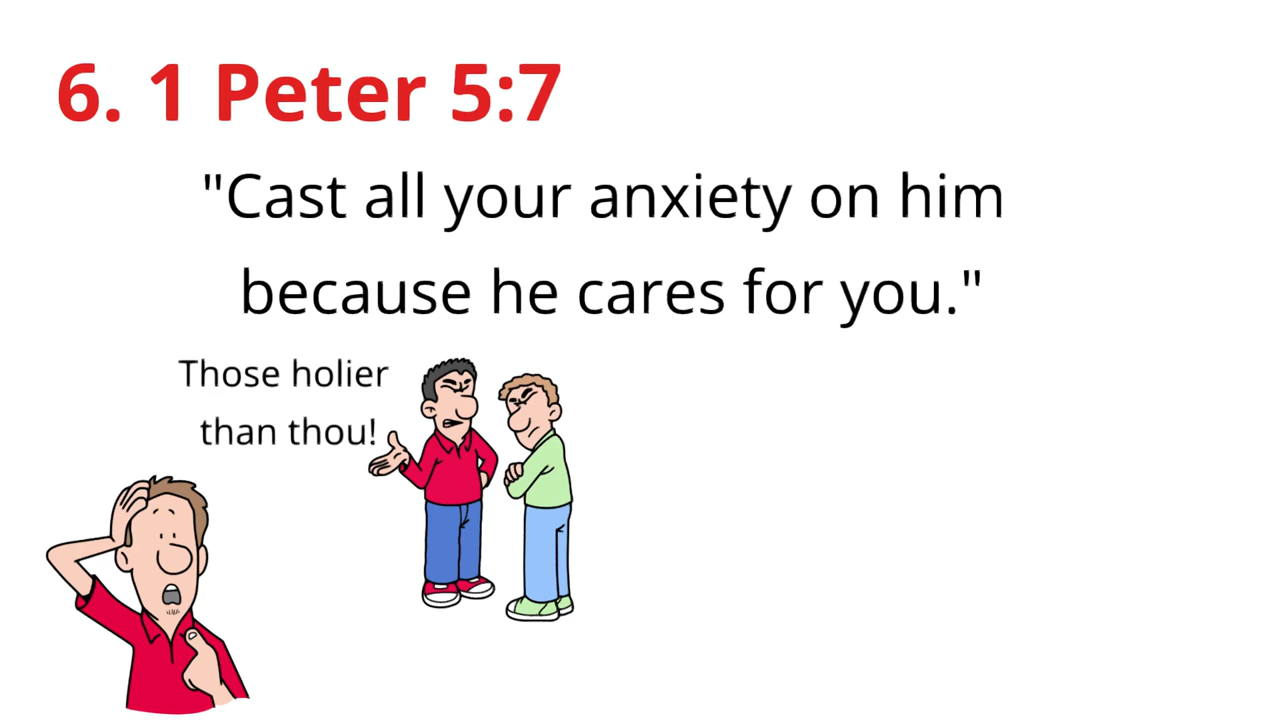 6. 1 Peter 5:7
"Cast all your anxiety on him
because he cares for you."
Those holier
than thou!